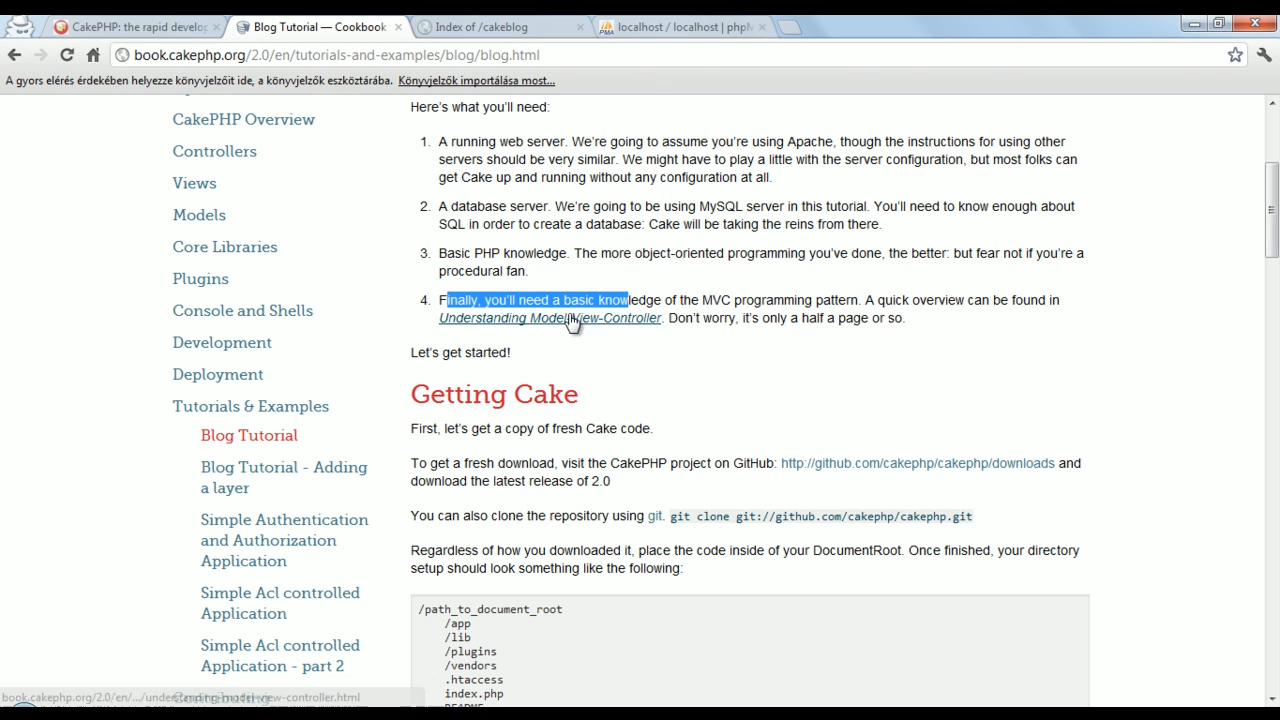 CakePHP: the rapid develop
Blog Tutorial — Cookbook
Index of /cakeblog
localhost / localhost | phpM
book.cakephp.org/2.0/en/tutorials-and-examples/blog/blog.html
A gyors elérés érdekében helyezze könyvjelzőit ide, a könyvjelzők eszköztárába. Könyvjelzők importálása most...
CakePHP Overview
Controllers
Views
Models
Core Libraries
Plugins
Console and Shells
Development
Deployment
Tutorials & Examples
Blog Tutorial
Blog Tutorial - Adding
a layer
Simple Authentication
and Authorization
Application
Simple Acl controlled
Application
Simple Acl controlled
Application - part 2
Contributing
Here's what you'll need:
1. A running web server. We're going to assume you're using Apache, though the instructions for using other
servers should be very similar. We might have to play a little with the server configuration, but most folks can
get Cake up and running without any configuration at all.
2. A database server. We're going to be using MySQL server in this tutorial. You'll need to know enough about
SQL in order to create a database: Cake will be taking the reins from there.
3. Basic PHP knowledge. The more object-oriented programming you've done, the better: but fear not if you're a
procedural fan.
4. Finally, you'll need a basic knowledge of the MVC programming pattern. A quick overview can be found in
Understanding Model-View-Controller. Don't worry, it's only a half a page or so.
Let's get started!
Getting Cake
First, let's get a copy of fresh Cake code.
To get a fresh download, visit the CakePHP project on GitHub: http://github.com/cakephp/cakephp/downloads and
download the latest release of 2.0
You can also clone the repository using git. git clone git://github.com/cakephp/cakephp.git
Regardless of how you downloaded it, place the code inside of your DocumentRoot. Once finished, your directory
setup should look something like the following:
/path_to_document_root
/app
/lib
/plugins
/vendors
.htaccess
index.php
README
book.cakephp.org/2.0/en/.../understanding-model-view-controller.html